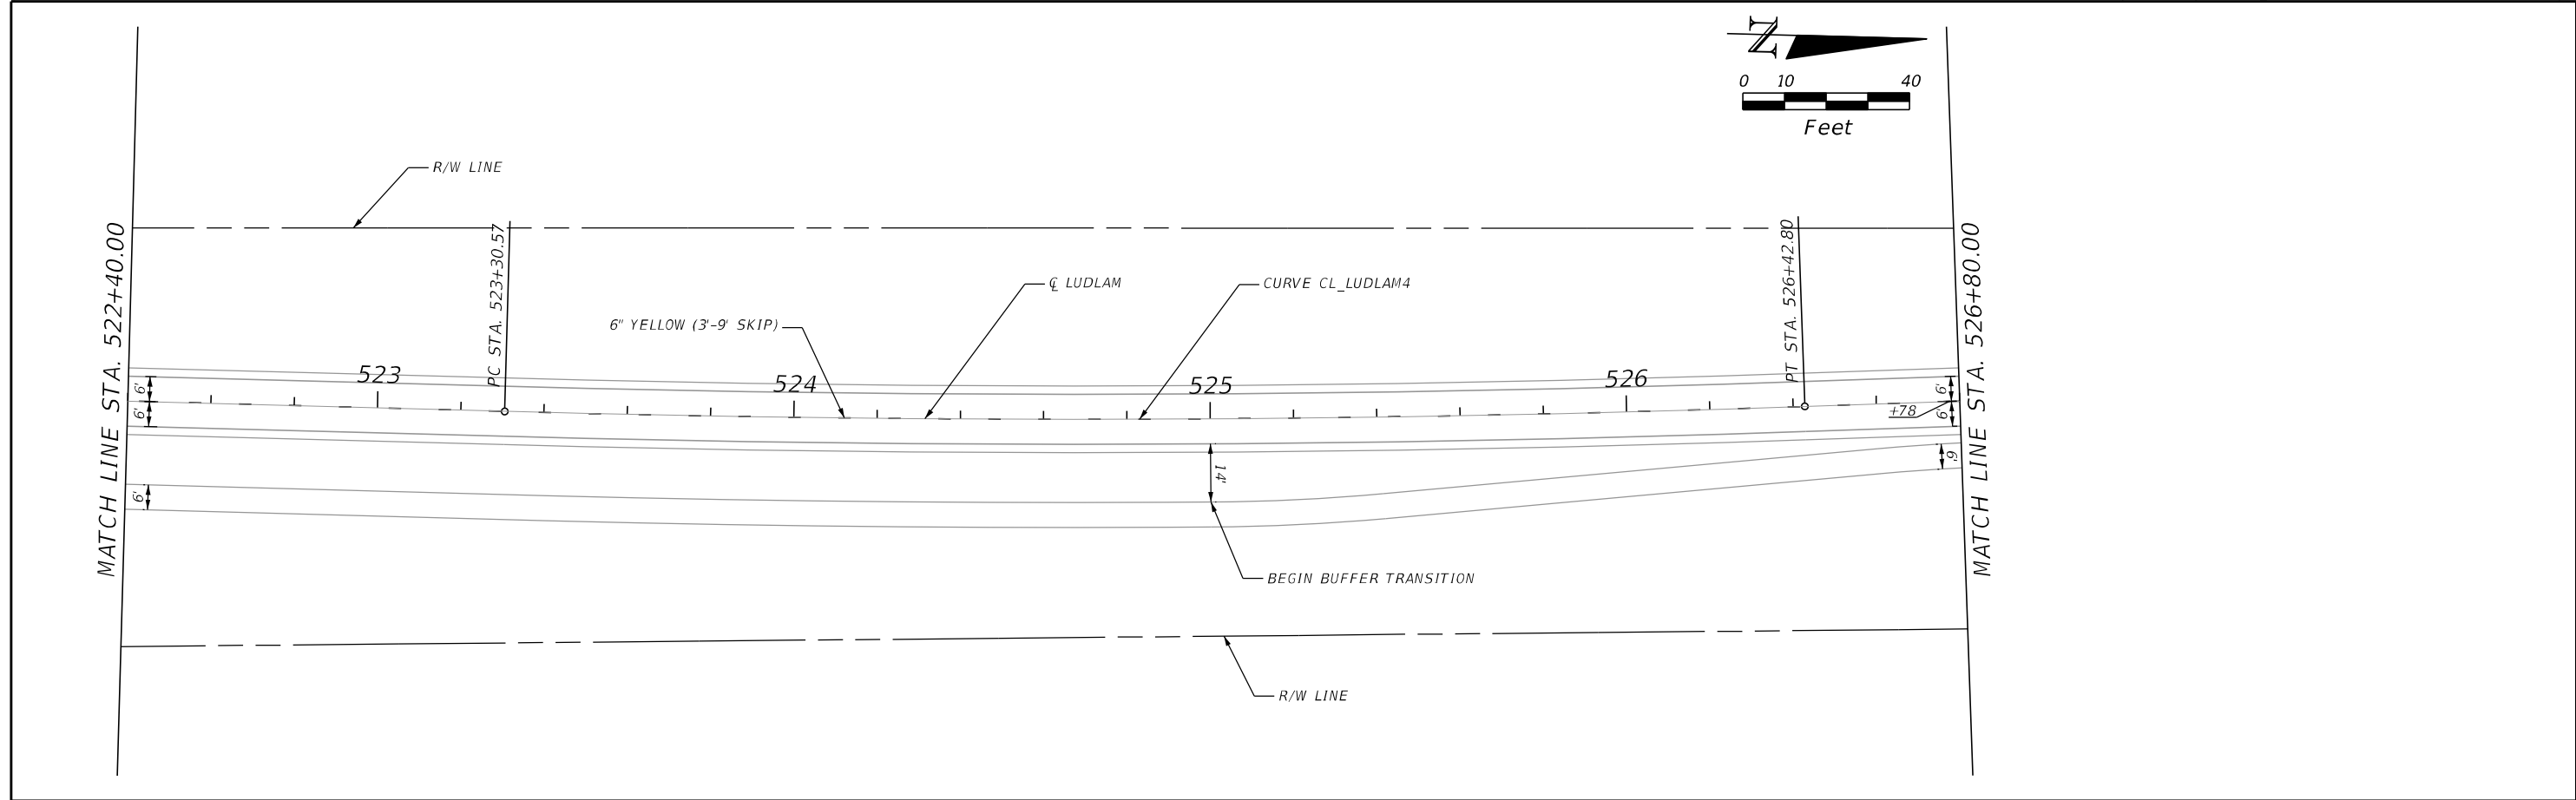 N
0 10 40
Feet
R/W LINE
MATCH LINE STA. 522+40.00
PC STA. 523+30.57
PT STA. 526+42.80
MATCH LINE STA. 526+80.00
℄ LUDLAM
CURVE CL_LUDLAM4
6" YELLOW (3'-9' SKIP)
523
524
525
526
6'
6'
6'
6'
+78
14'
6'
6'
BEGIN BUFFER TRANSITION
R/W LINE